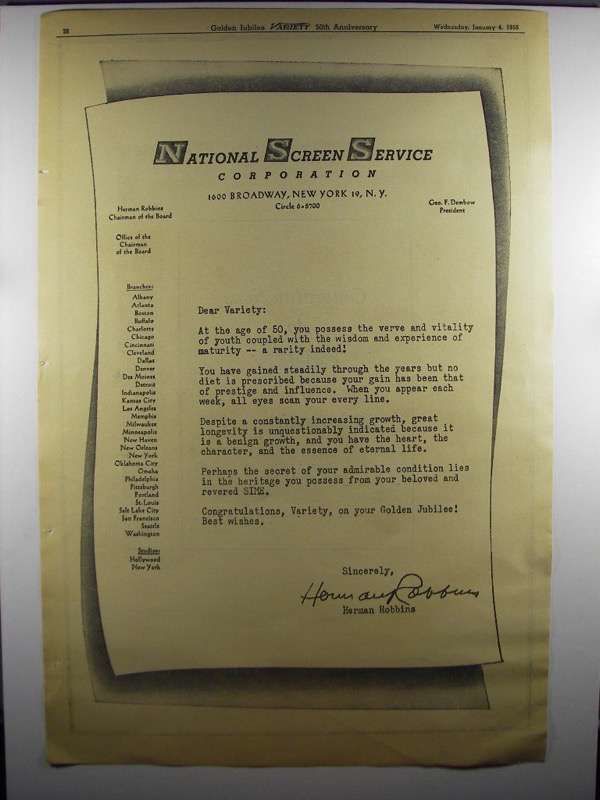 28
Golden Jubilee VARIETY 50th Anniversary
Wednesday, January 4, 1956
NATIONAL SCREEN SERVICE
CORPORATION
1600 BROADWAY, NEW YORK 19, N. Y.
Circle 6-5700
Herman Robbins
Chairman of the Board
Geo. F. Dembow
President
Office of the
Chairman
of the Board
Branches:
Albany
Atlanta
Boston
Buffalo
Charlotte
Chicago
Cincinnati
Cleveland
Dallas
Denver
Des Moines
Detroit
Indianapolis
Kansas City
Los Angeles
Memphis
Milwaukee
Minneapolis
New Haven
New Orleans
New York
Oklahoma City
Omaha
Philadelphia
Pittsburgh
Portland
St. Louis
Salt Lake City
San Francisco
Seattle
Washington
Studios:
Hollywood
New York
Dear Variety:
At the age of 50, you possess the verve and vitality
of youth coupled with the wisdom and experience of
maturity -- a rarity indeed!
You have gained steadily through the years but no
diet is prescribed because your gain has been that
of prestige and influence. When you appear each
week, all eyes scan your every line.
Despite a constantly increasing growth, great
longevity is unquestionably indicated because it
is a benign growth, and you have the heart, the
character, and the essence of eternal life.
Perhaps the secret of your admirable condition lies
in the heritage you possess from your beloved and
revered SIME.
Congratulations, Variety, on your Golden Jubilee!
Best wishes.
Sincerely,
Herman Robbins
Herman Robbins